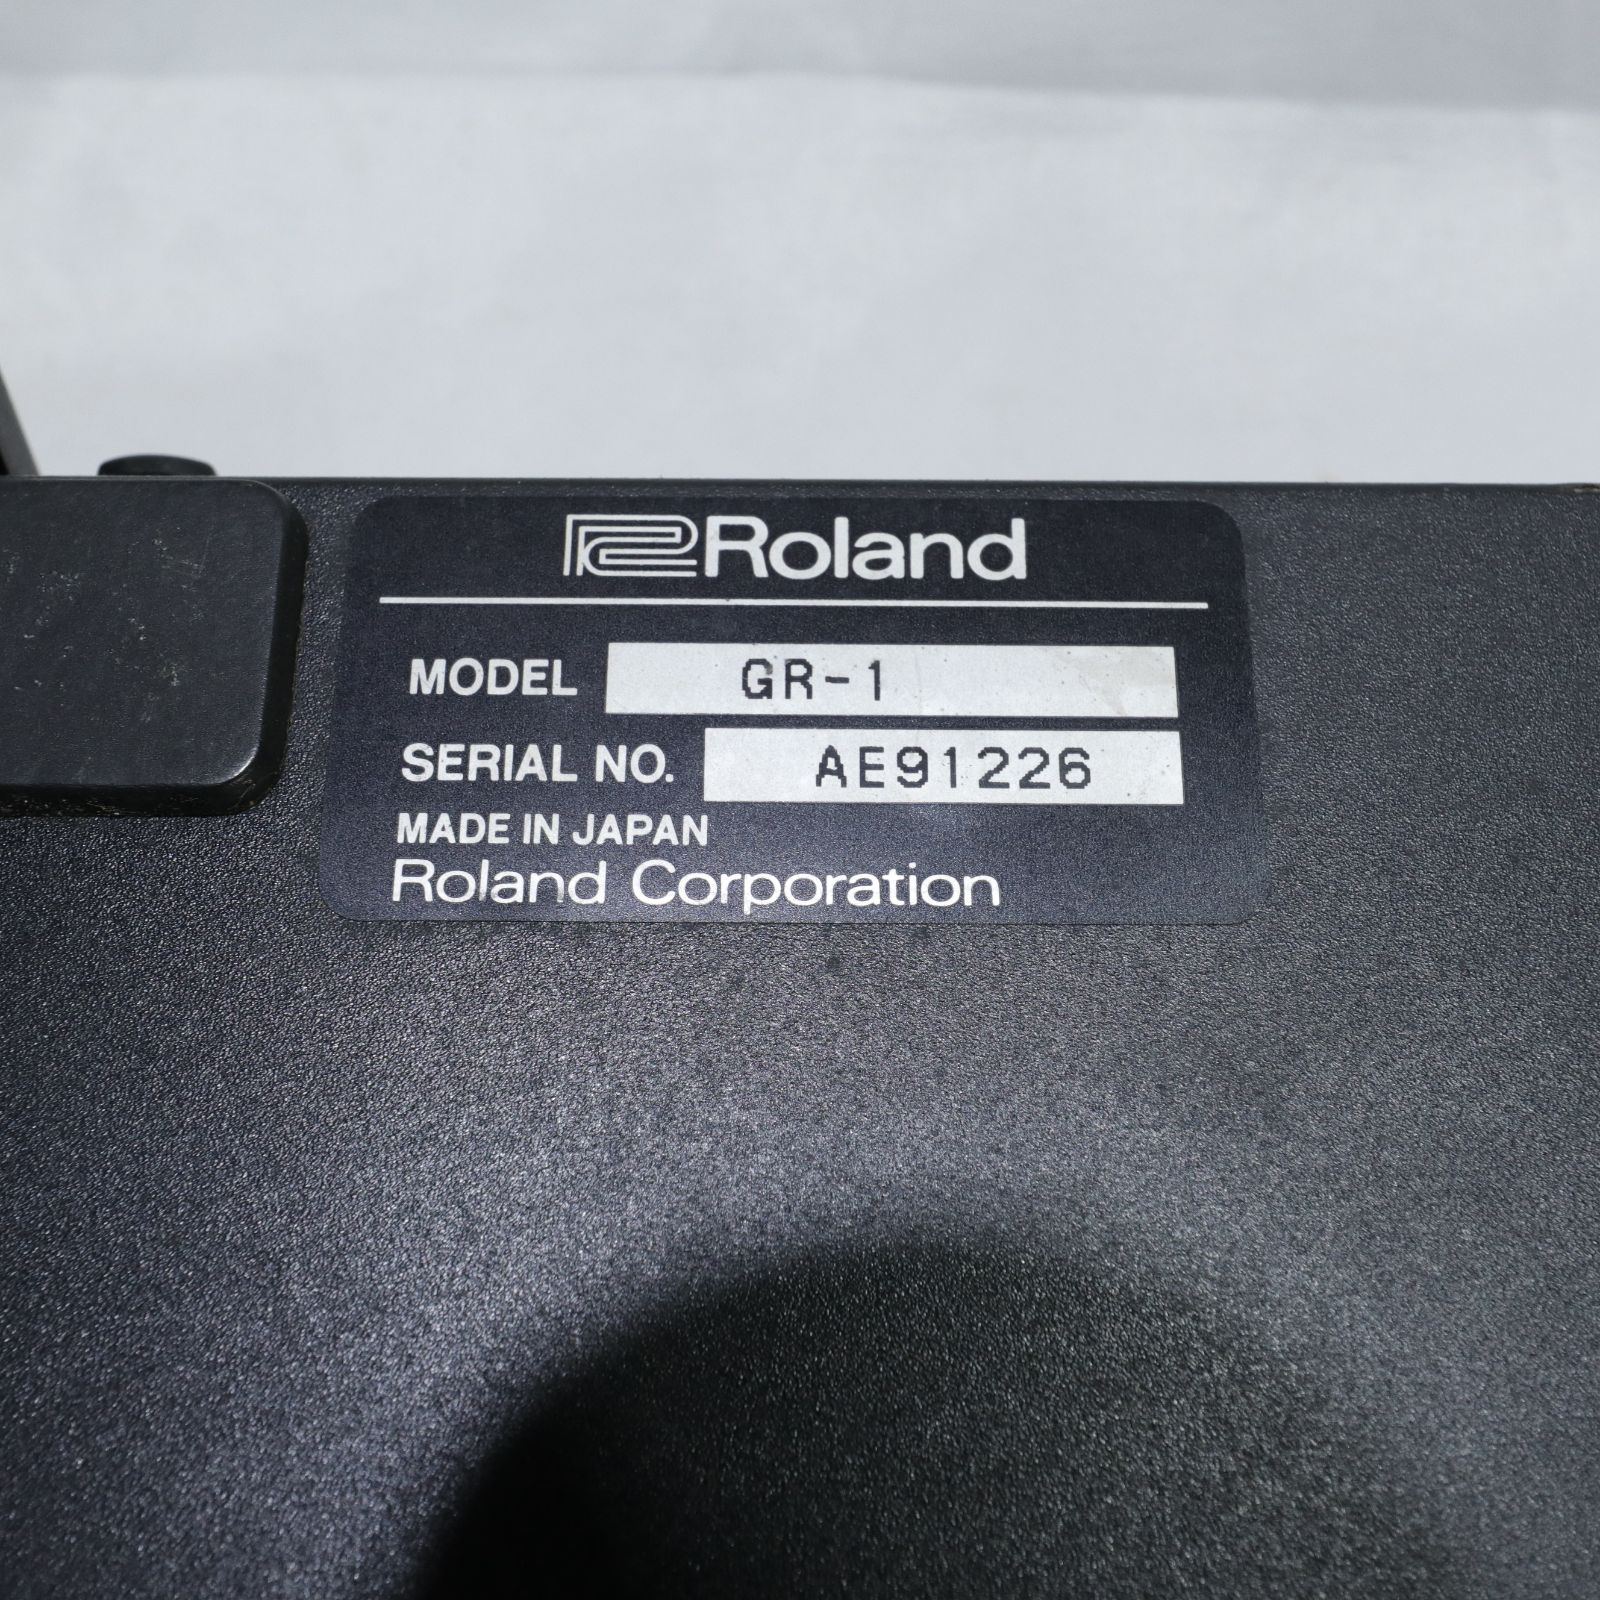 Roland
MODEL GR-1
SERIAL NO. AE91226
MADE IN JAPAN
Roland Corporation